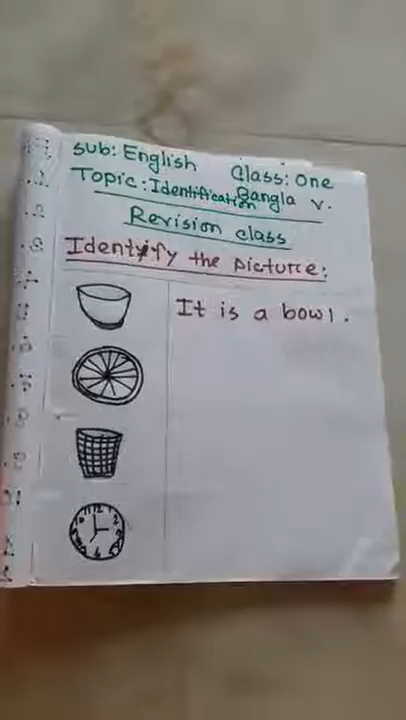 Sub: English Class: One
Topic: Identification Bangla v.
Revision class
Identify the picture:
It is a bowl.